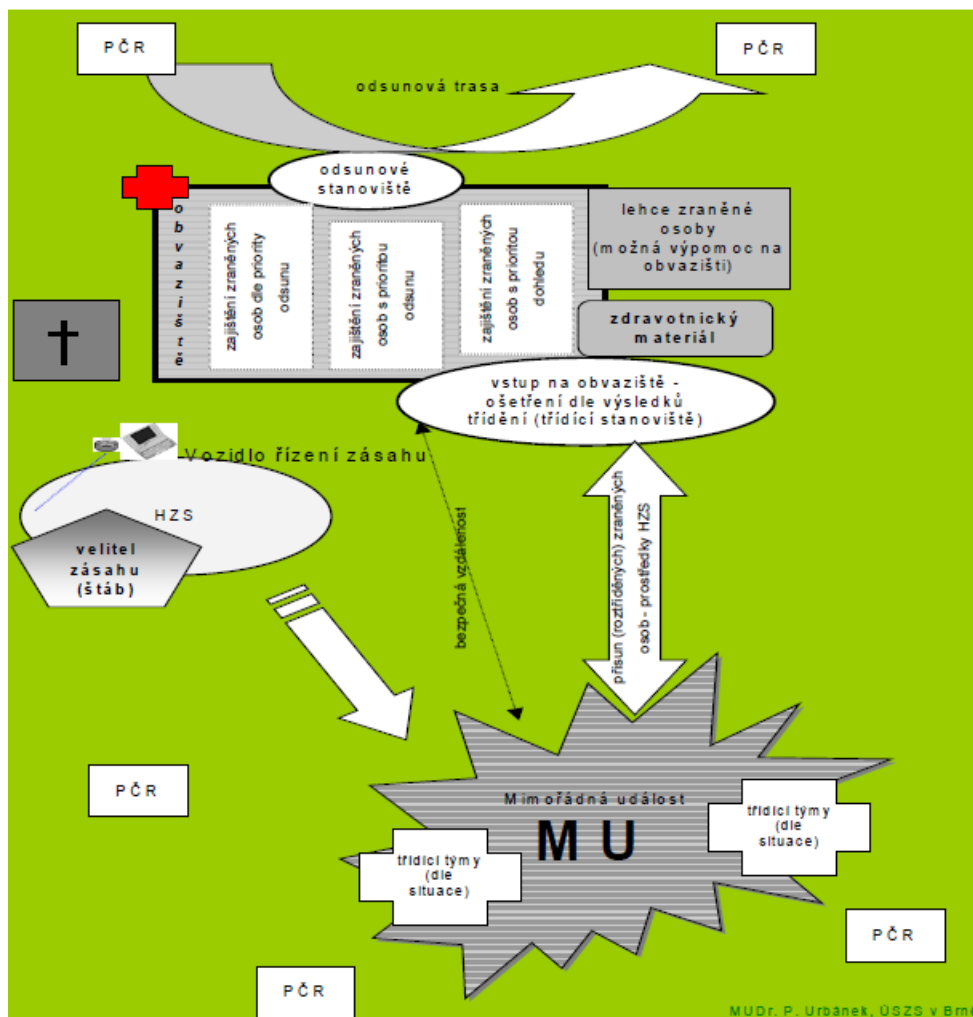 PČR
PČR
odsunová trasa
odsunové
stanoviště
obvaziště
zajištění zraněných
osob dle priority
odsunu
zajištění zraněných
osob s prioritou
odsunu
zajištění zraněných
osob s prioritou
dohledu
lehce zraněné
osoby
(možná výpomoc na
obvazišti)
zdravotnický
materiál
vstup na obvaziště -
ošetření dle výsledků
třídění (třídící stanoviště)
Vozidlo řízení zásahu
HZS
velitel
zásahu
(štáb)
bezpečná vzdálenost
přísun (roztříděných) zraněných
osob - prostředky HZS
PČR
Mimořádná událost
MU
třídící týmy
(dle
situace)
třídící týmy
(dle
situace)
PČR
PČR
MUDr. P. Urbánek, ÚSZS v Brně